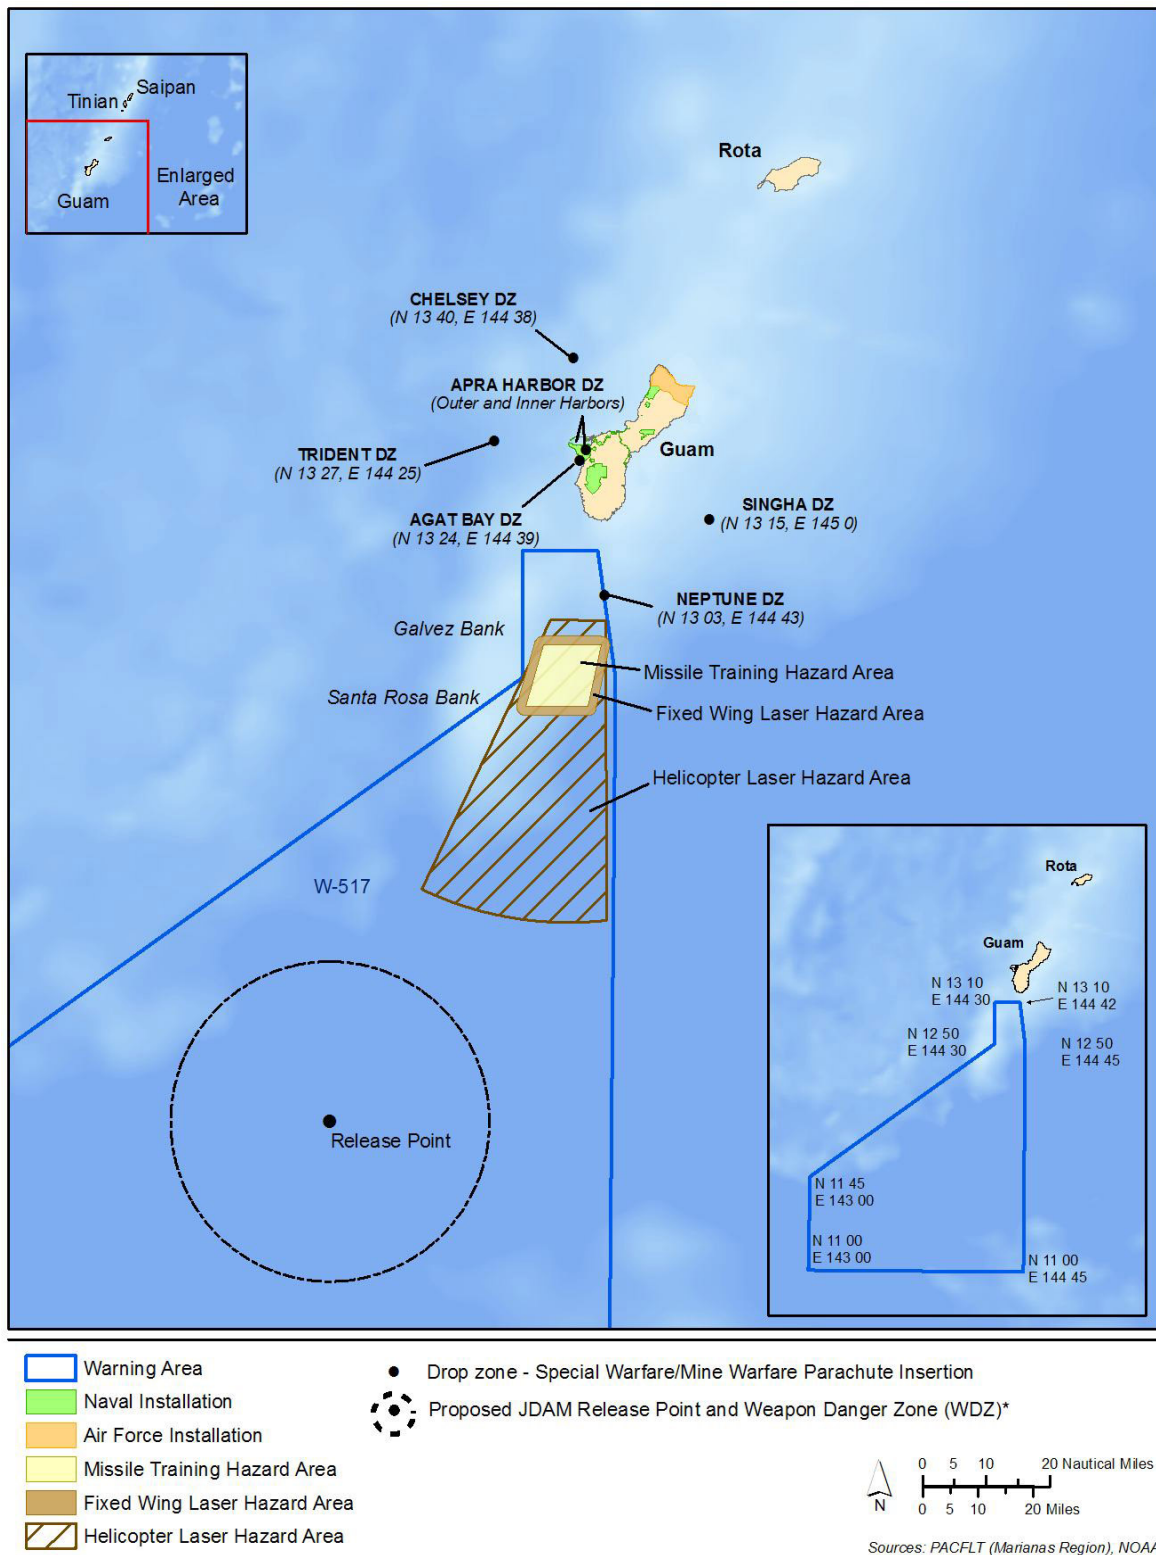 Saipan
Tinian
Guam
Enlarged
Area
Rota
CHELSEY DZ
(N 13 40, E 144 38)
APRA HARBOR DZ
(Outer and Inner Harbors)
TRIDENT DZ
(N 13 27, E 144 25)
Guam
AGAT BAY DZ
(N 13 24, E 144 39)
SINGHA DZ
(N 13 15, E 145 0)
NEPTUNE DZ
(N 13 03, E 144 43)
Galvez Bank
Missile Training Hazard Area
Santa Rosa Bank
Fixed Wing Laser Hazard Area
Helicopter Laser Hazard Area
W-517
Release Point
Rota
Guam
N 13 10
E 144 30
N 13 10
E 144 42
N 12 50
E 144 30
N 12 50
E 144 45
N 11 45
E 143 00
N 11 00
E 143 00
N 11 00
E 144 45
Warning Area
Naval Installation
Air Force Installation
Missile Training Hazard Area
Fixed Wing Laser Hazard Area
Helicopter Laser Hazard Area
Drop zone - Special Warfare/Mine Warfare Parachute Insertion
Proposed JDAM Release Point and Weapon Danger Zone (WDZ)*
N
0 5 10 20 Nautical Miles
0 5 10 20 Miles
Sources: PACFLT (Marianas Region), NOAA